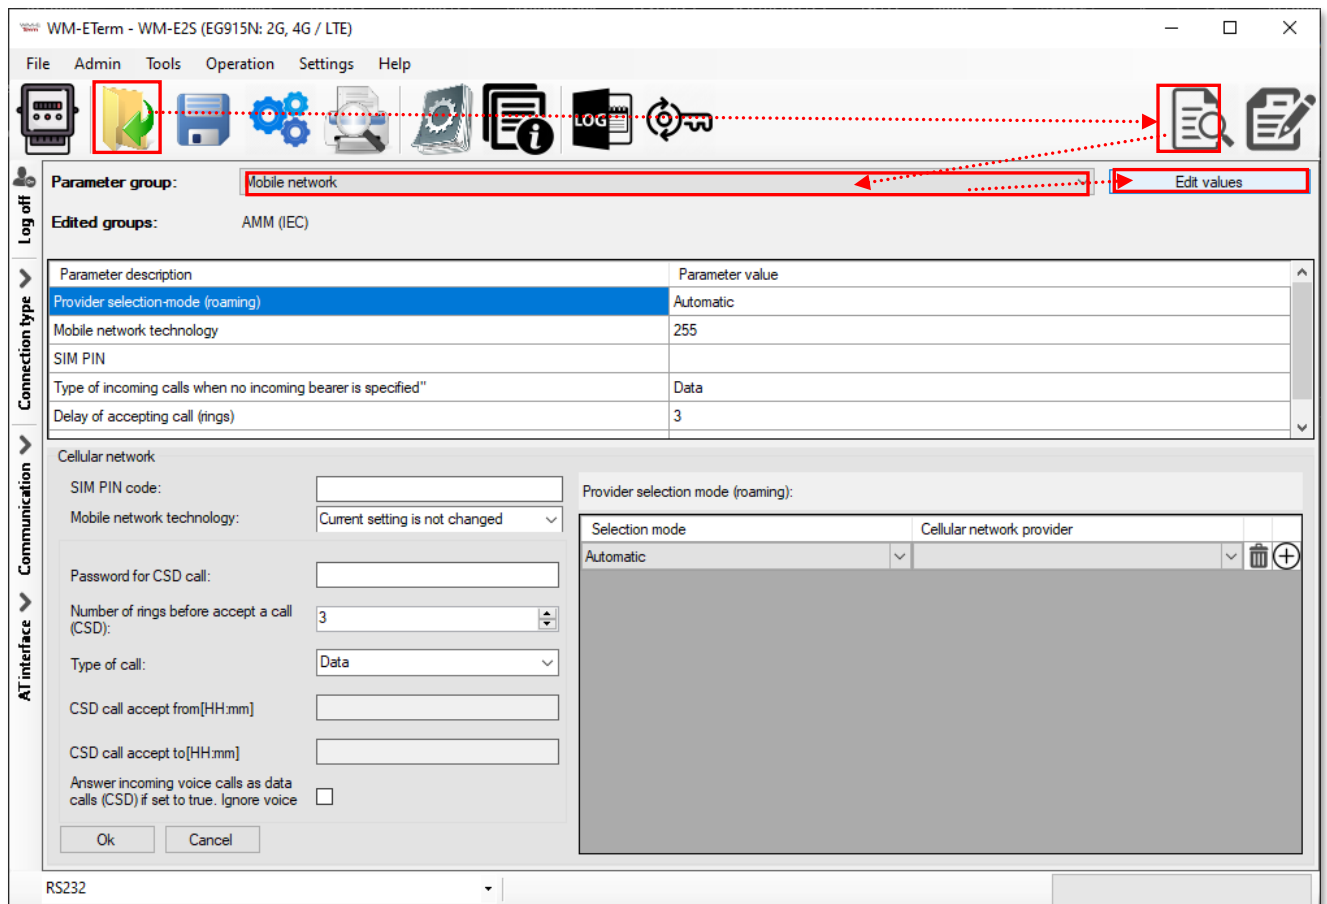 WM-ETerm - WM-E2S (EG915N: 2G, 4G / LTE)
File Admin Tools Operation Settings Help
LOG
Log off
Connection type
Communication
AT interface
Parameter group: Mobile network Edit values
Edited groups: AMM (IEC)
Parameter description Parameter value
Provider selection-mode (roaming) Automatic
Mobile network technology 255
SIM PIN
Type of incoming calls when no incoming bearer is specified" Data
Delay of accepting call (rings) 3
Cellular network
SIM PIN code:
Mobile network technology: Current setting is not changed
Password for CSD call:
Number of rings before accept a call
(CSD): 3
Type of call: Data
CSD call accept from[HH:mm]
CSD call accept to[HH:mm]
Answer incoming voice calls as data
calls (CSD) if set to true. Ignore voice
Ok Cancel
Provider selection mode (roaming):
Selection mode Cellular network provider
Automatic
RS232